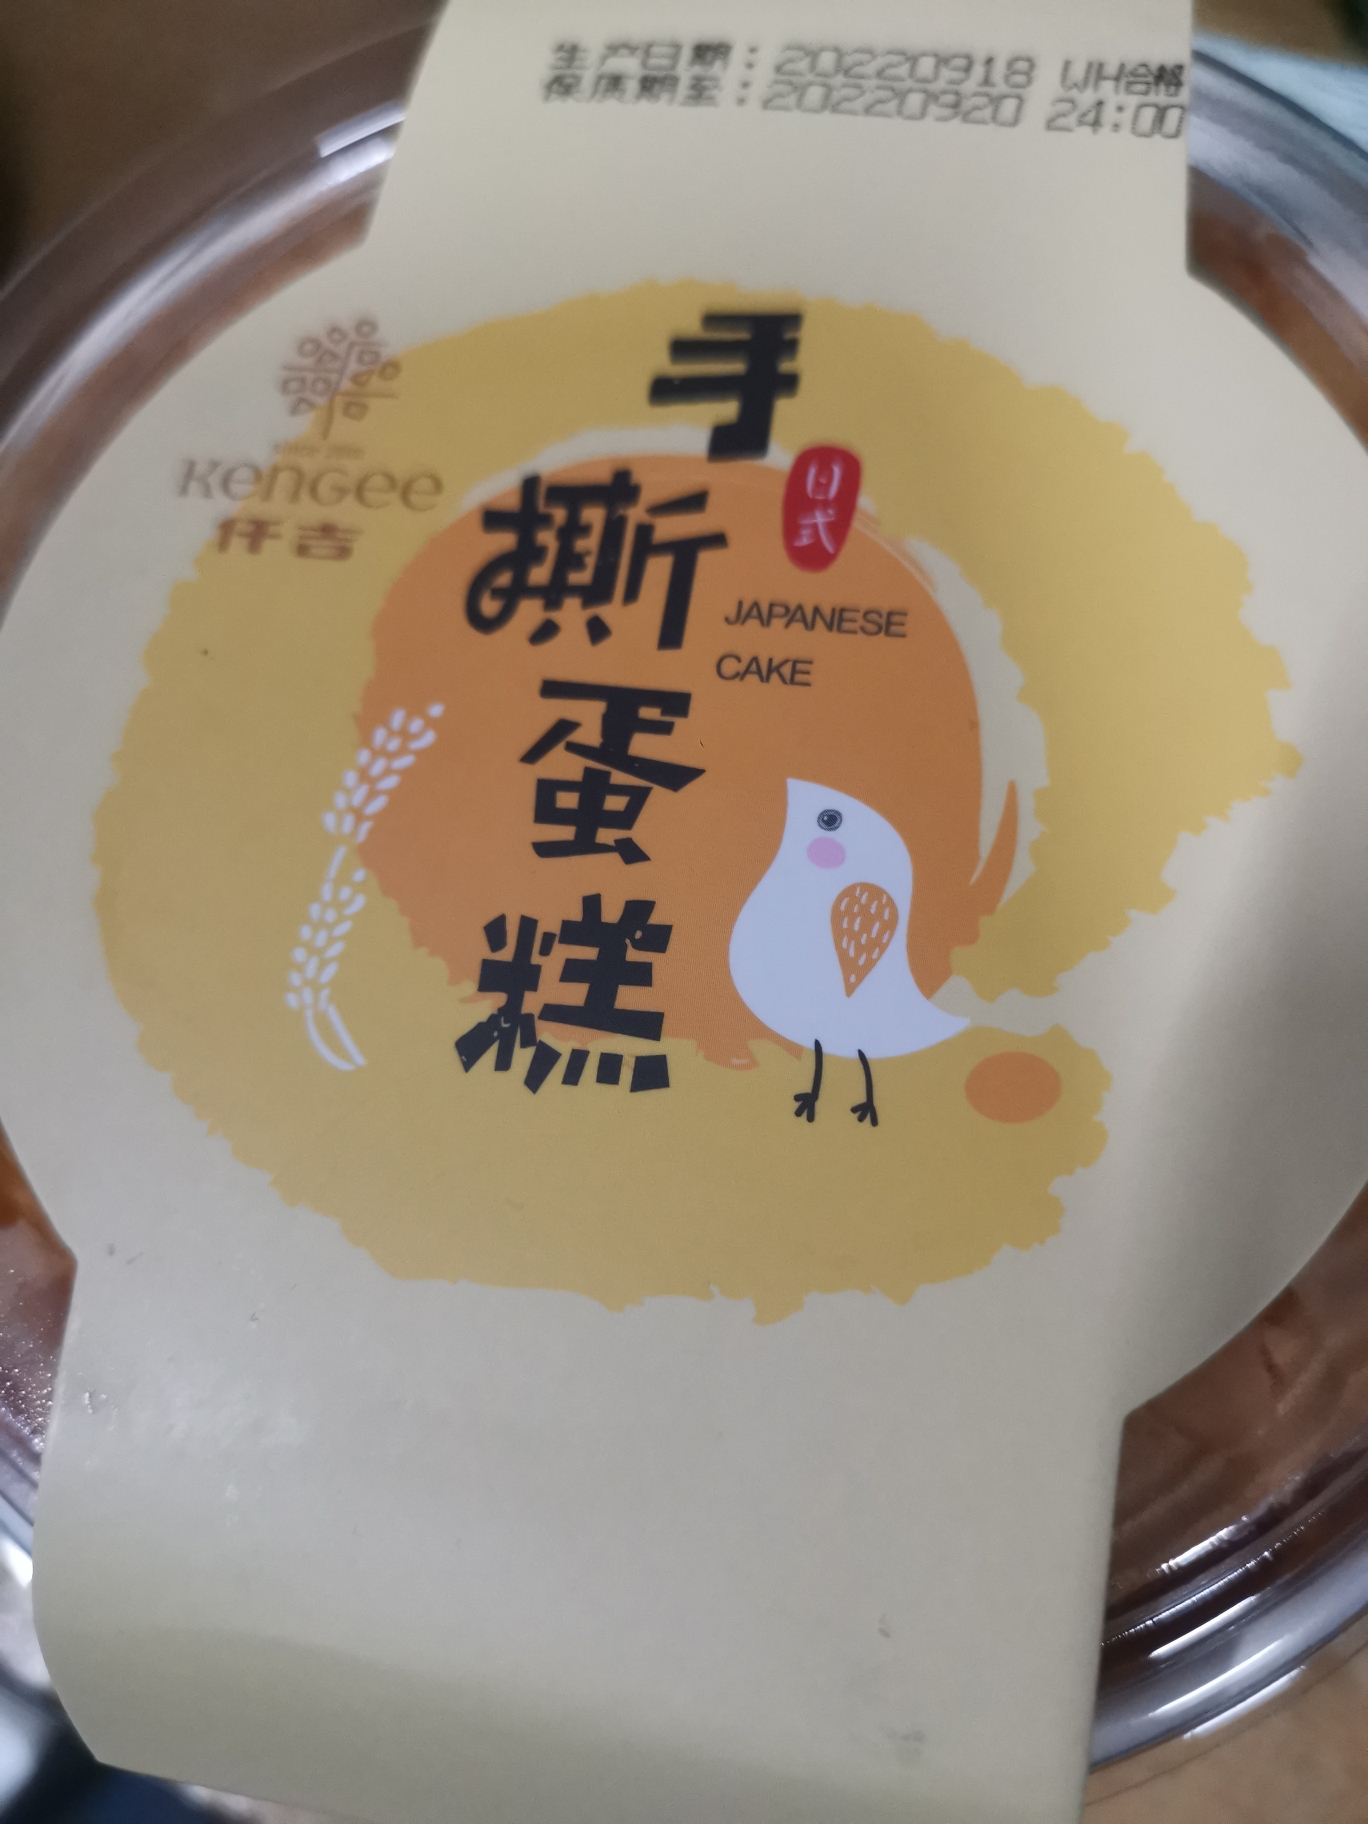 生产日期：20220918 WH合格
保质期至：20220920 24:00
KenGee
仟吉
手撕蛋糕
日式
JAPANESE
CAKE